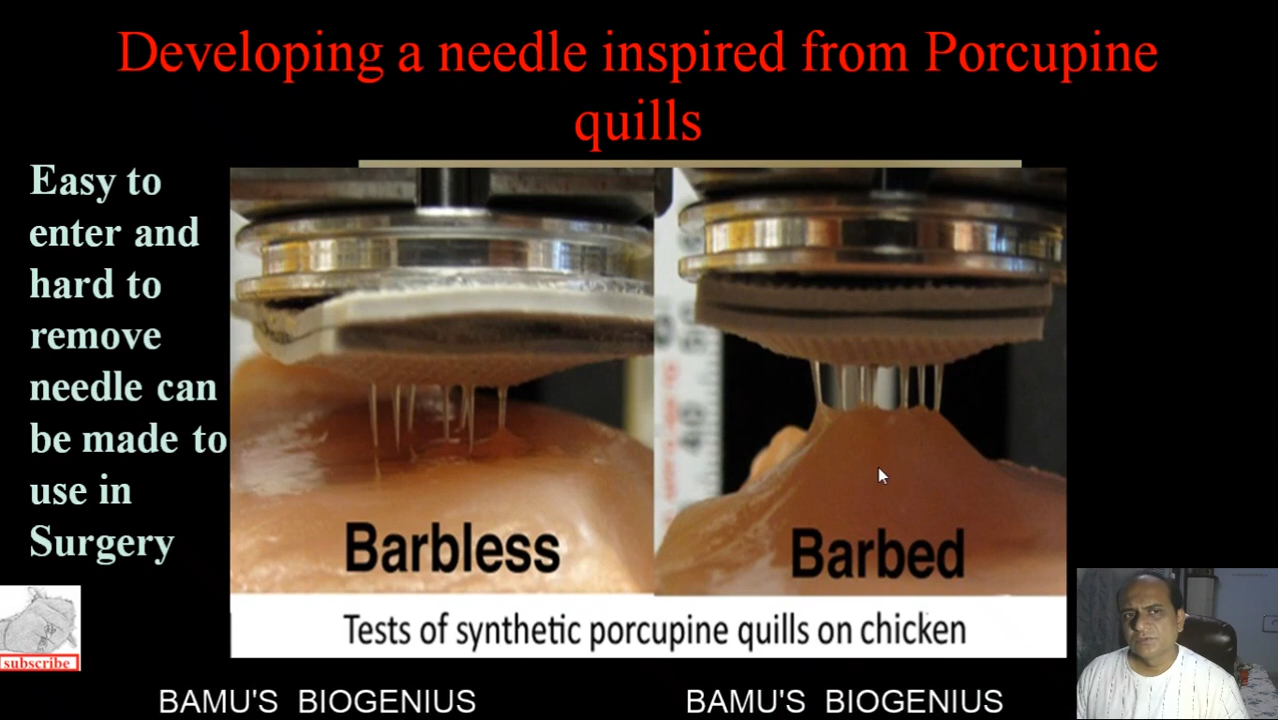 Developing a needle inspired from Porcupine
quills
Easy to
enter and
hard to
remove
needle can
be made to
use in
Surgery
Barbless
Barbed
Tests of synthetic porcupine quills on chicken
subscribe
BAMU'S BIOGENIUS
BAMU'S BIOGENIUS